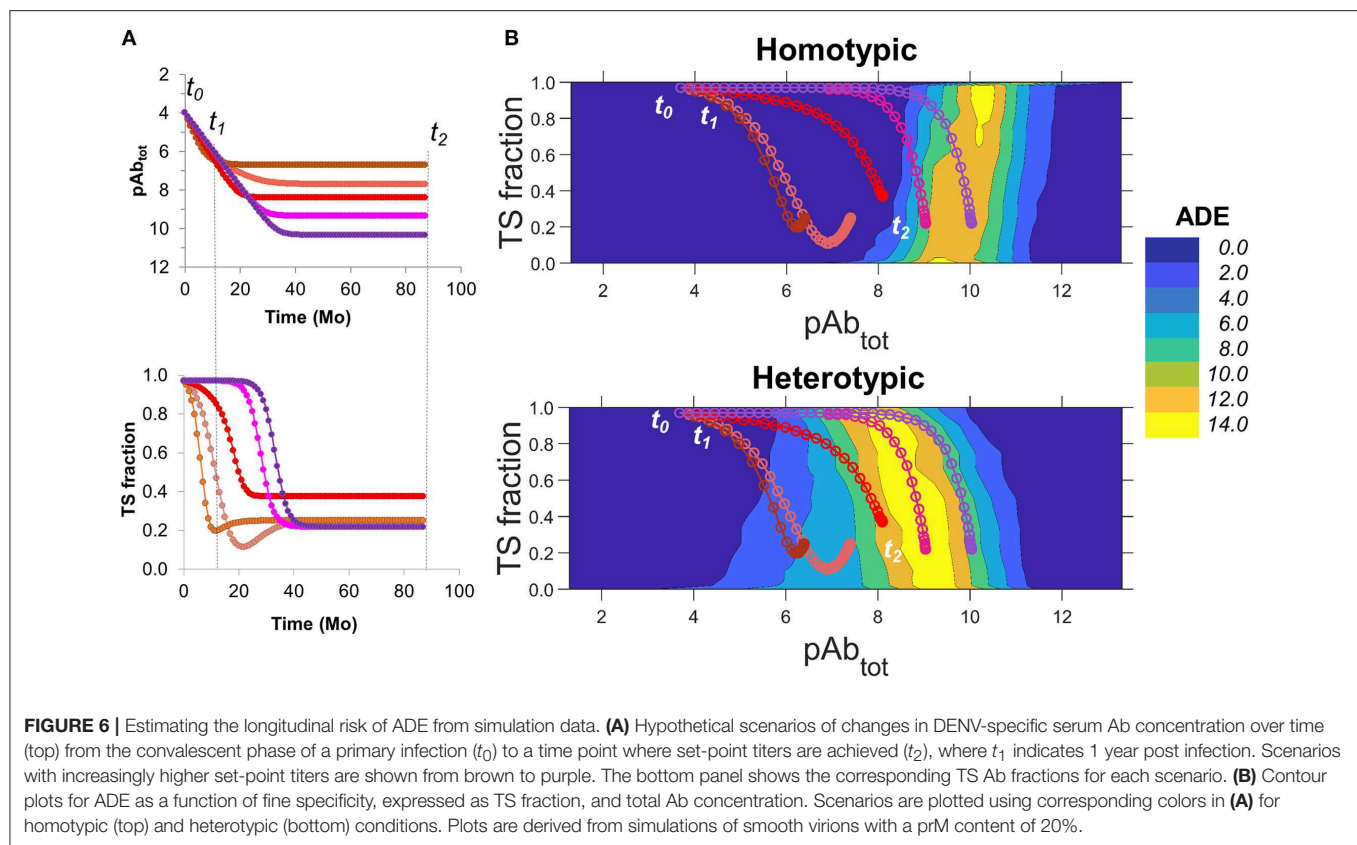 A
2
4
6
8
10
12
pAbtot
t0
t1
t2
0 20 40 60 80 100
Time (Mo)
1.0
0.8
0.6
0.4
0.2
0.0
TS fraction
0 20 40 60 80 100
Time (Mo)
B
Homotypic
1.0
0.8
0.6
0.4
0.2
0.0
TS fraction
t0
t1
t2
2 4 6 8 10 12
pAbtot
Heterotypic
1.0
0.8
0.6
0.4
0.2
0.0
TS fraction
t0
t1
t2
2 4 6 8 10 12
pAbtot
ADE
0.0
2.0
4.0
6.0
8.0
10.0
12.0
14.0
FIGURE 6 | Estimating the longitudinal risk of ADE from simulation data. (A) Hypothetical scenarios of changes in DENV-specific serum Ab concentration over time
(top) from the convalescent phase of a primary infection (t0) to a time point where set-point titers are achieved (t2), where t1 indicates 1 year post infection. Scenarios
with increasingly higher set-point titers are shown from brown to purple. The bottom panel shows the corresponding TS Ab fractions for each scenario. (B) Contour
plots for ADE as a function of fine specificity, expressed as TS fraction, and total Ab concentration. Scenarios are plotted using corresponding colors in (A) for
homotypic (top) and heterotypic (bottom) conditions. Plots are derived from simulations of smooth virions with a prM content of 20%.